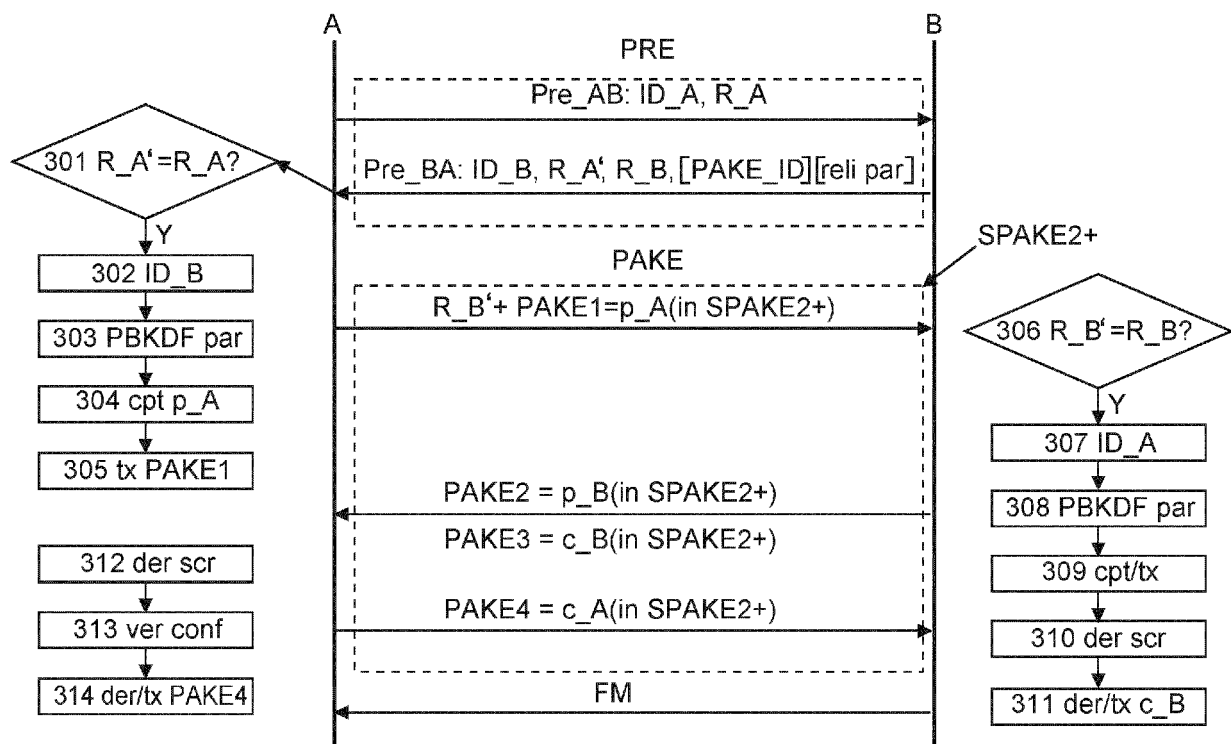 A
B
PRE
Pre_AB: ID_A, R_A
301 R_A‘=R_A?
Pre_BA: ID_B, R_A‘, R_B, [PAKE_ID][reli par]
Y
302 ID_B
303 PBKDF par
304 cpt p_A
305 tx PAKE1
PAKE
SPAKE2+
R_B‘+ PAKE1=p_A(in SPAKE2+)
306 R_B‘=R_B?
Y
307 ID_A
308 PBKDF par
309 cpt/tx
310 der scr
311 der/tx c_B
PAKE2 = p_B(in SPAKE2+)
PAKE3 = c_B(in SPAKE2+)
312 der scr
313 ver conf
314 der/tx PAKE4
PAKE4 = c_A(in SPAKE2+)
FM